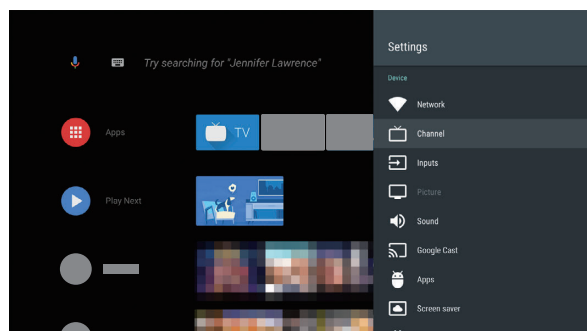 Try searching for "Jennifer Lawrence"
Apps
TV
Play Next
Settings
Device
Network
Channel
Inputs
Picture
Sound
Google Cast
Apps
Screen saver